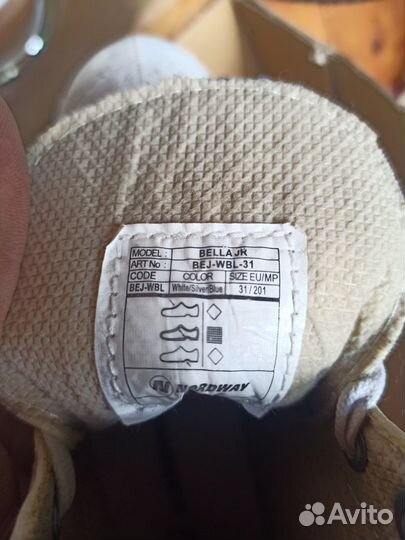 MODEL : BELLA JR
ART No : BEJ-WBL-31
CODE COLOR SIZE EU/MP
BEJ-WBL White/Silver/Blue 31 / 201
NORDWAY
Avito